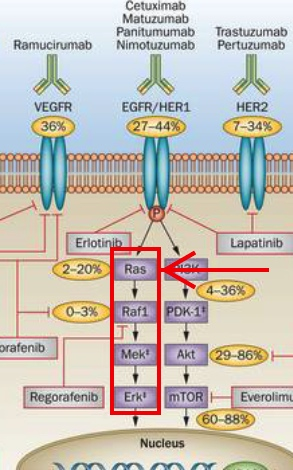 Cetuximab
Matuzumab
Panitumumab
Nimotuzumab
Ramucirumab
Trastuzumab
Pertuzumab
VEGFR
EGFR/HER1
HER2
36%
27–44%
7–34%
P
Erlotinib
Lapatinib
2–20%
Ras
4–36%
0–3%
Raf1
PDK-1‡
orafenib
Mek‡
Akt
29–86%
Regorafenib
Erk‡
mTOR
Everolimu
60–88%
Nucleus